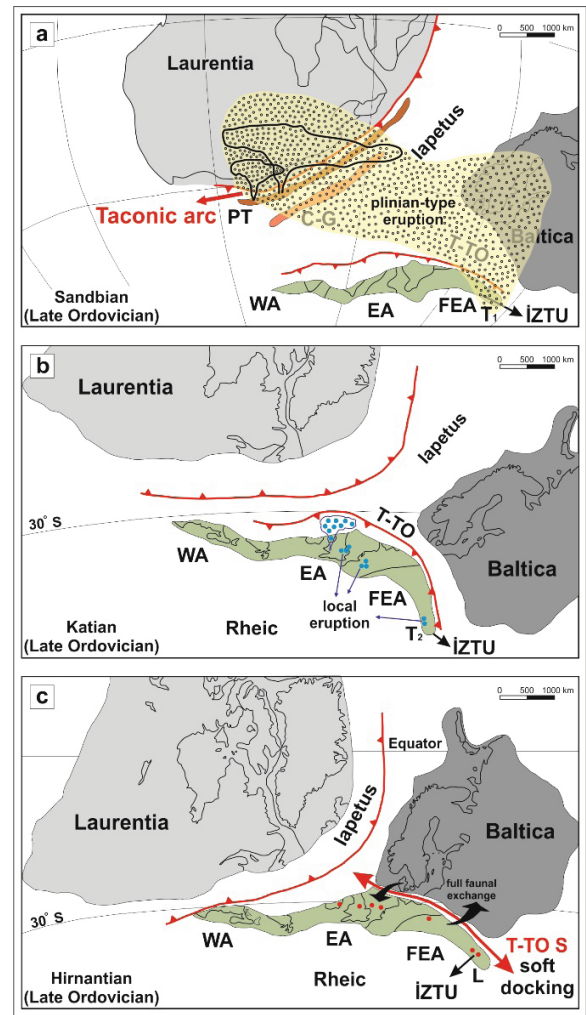 a
0 500 1000 km
Laurentia
Iapetus
Taconic arc
PT
C-G
plinian-type
eruption
T-TO
Baltica
WA
EA
FEA
T1
İZTU
Sandbian
(Late Ordovician)
b
0 500 1000 km
Laurentia
Iapetus
30° S
T-TO
WA
EA
Baltica
local
eruption
FEA
T2
İZTU
Rheic
Katian
(Late Ordovician)
c
0 500 1000 km
Equator
Laurentia
Iapetus
Baltica
full faunal
exchange
30° S
WA
EA
FEA
T-TO S
soft
docking
İZTU
L
Rheic
Hirnantian
(Late Ordovician)